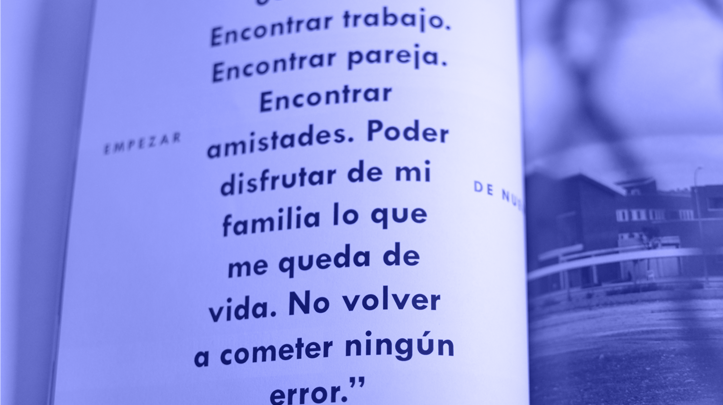 Encontrar trabajo.
Encontrar pareja.
Encontrar
amistades. Poder
disfrutar de mi
familia lo que
me queda de
vida. No volver
a cometer ningún
error.”
EMPEZAR
DE